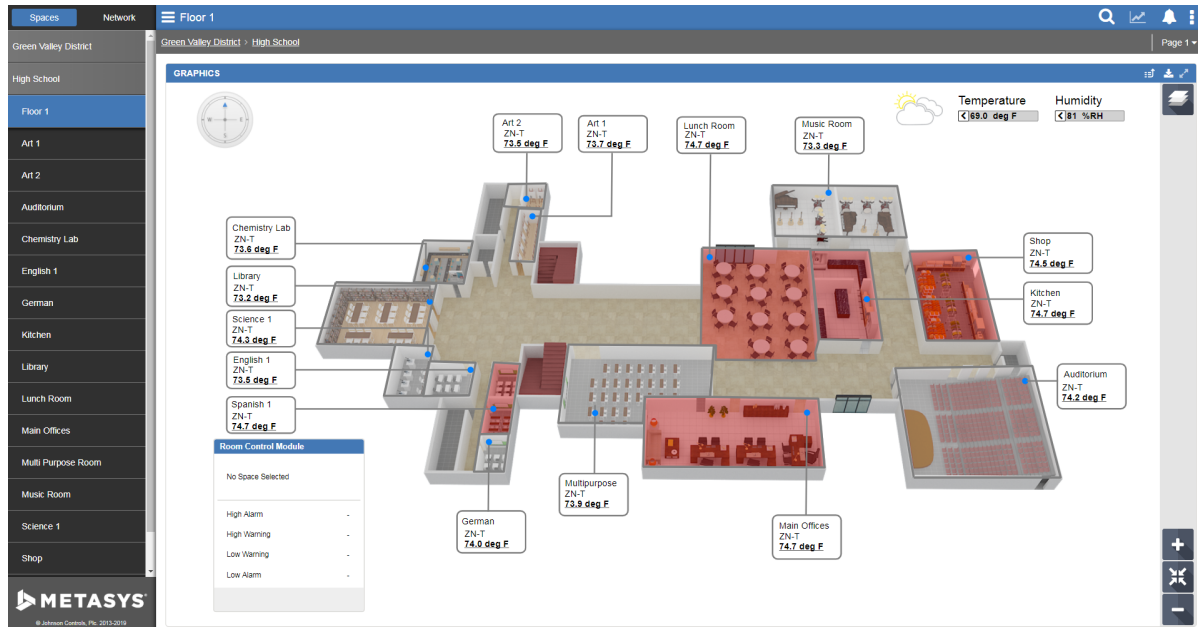 Spaces
Network
Floor 1
Green Valley District
Green Valley District > High School
Page 1
High School
GRAPHICS
Floor 1
Art 1
Art 2
Auditorium
Chemistry Lab
English 1
German
Kitchen
Library
Lunch Room
Main Offices
Multi Purpose Room
Music Room
Science 1
Shop
METASYS
© Johnson Controls, Plc. 2013-2019
W
S
Temperature
69.0 deg F
Humidity
81 %RH
Art 2
ZN-T
73.5 deg F
Art 1
ZN-T
73.7 deg F
Lunch Room
ZN-T
74.7 deg F
Music Room
ZN-T
73.3 deg F
Chemistry Lab
ZN-T
73.6 deg F
Library
ZN-T
73.2 deg F
Science 1
ZN-T
74.3 deg F
English 1
ZN-T
73.5 deg F
Spanish 1
ZN-T
74.7 deg F
Shop
ZN-T
74.5 deg F
Kitchen
ZN-T
74.7 deg F
Auditorium
ZN-T
74.2 deg F
Room Control Module
No Space Selected
High Alarm -
High Warning -
Low Warning -
Low Alarm -
German
ZN-T
74.0 deg F
Multipurpose
ZN-T
73.9 deg F
Main Offices
ZN-T
74.7 deg F